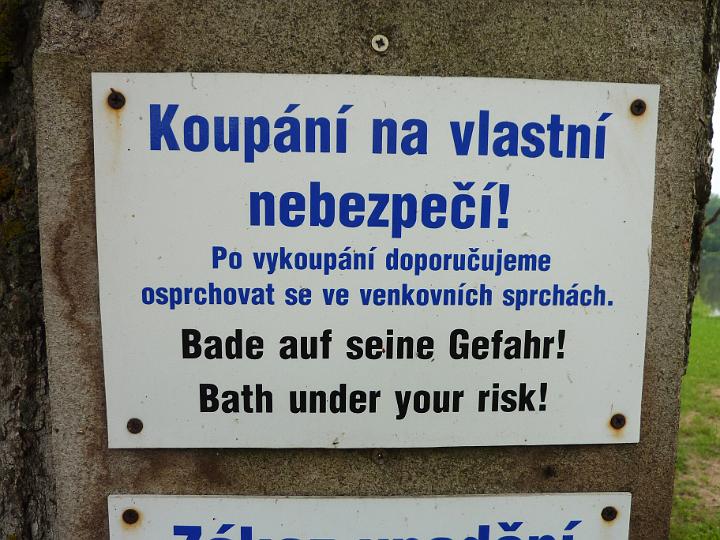 Koupání na vlastní
nebezpečí!
Po vykoupání doporučujeme
osprchovat se ve venkovních sprchách.
Bade auf seine Gefahr!
Bath under your risk!
Zákaz